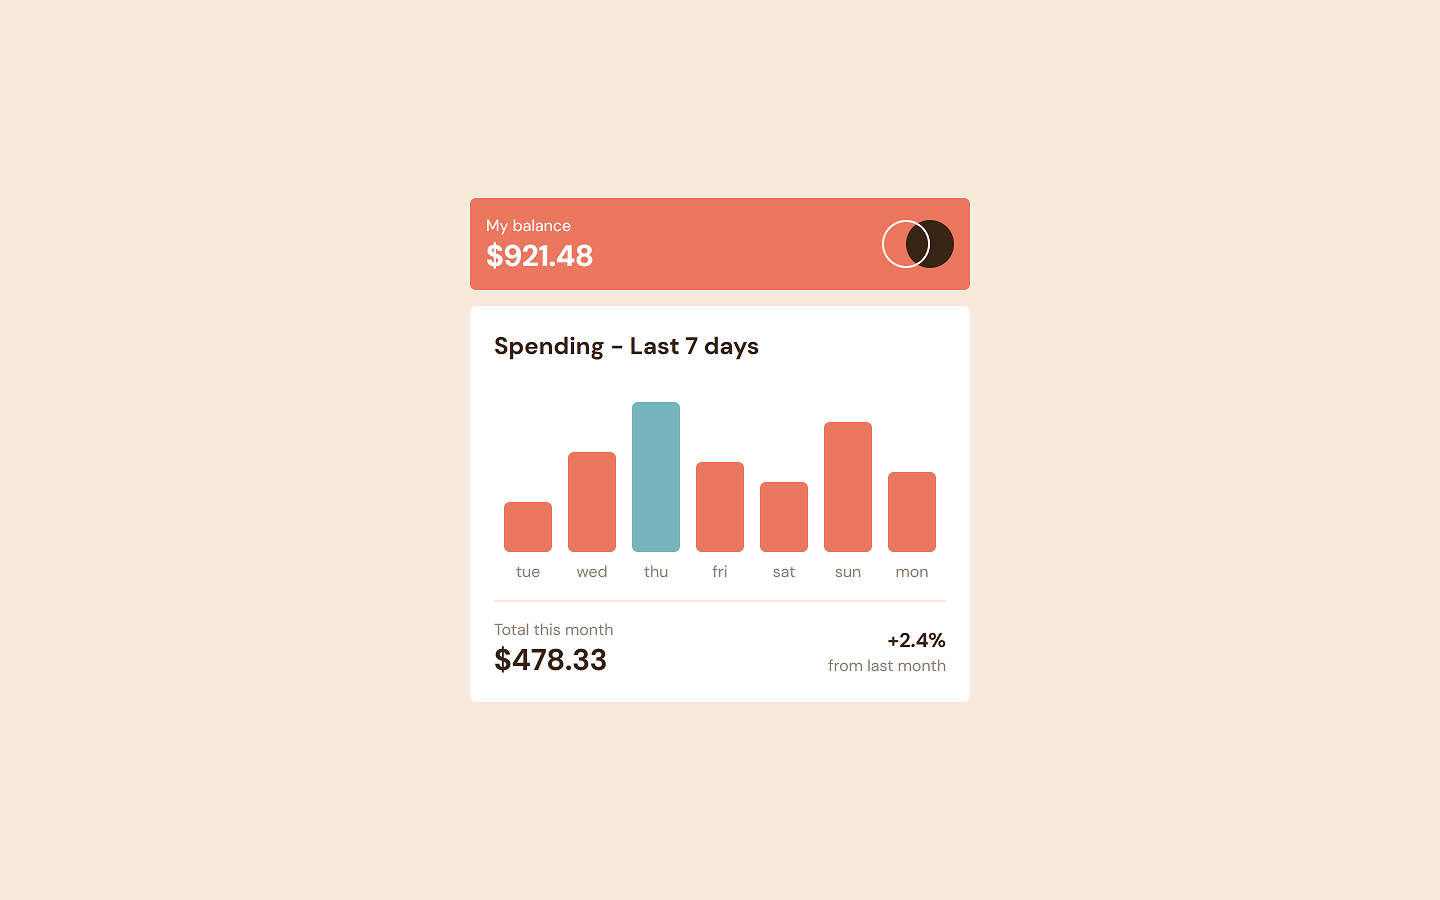 My balance
$921.48
Spending - Last 7 days
tue wed thu fri sat sun mon
Total this month
$478.33
+2.4%
from last month